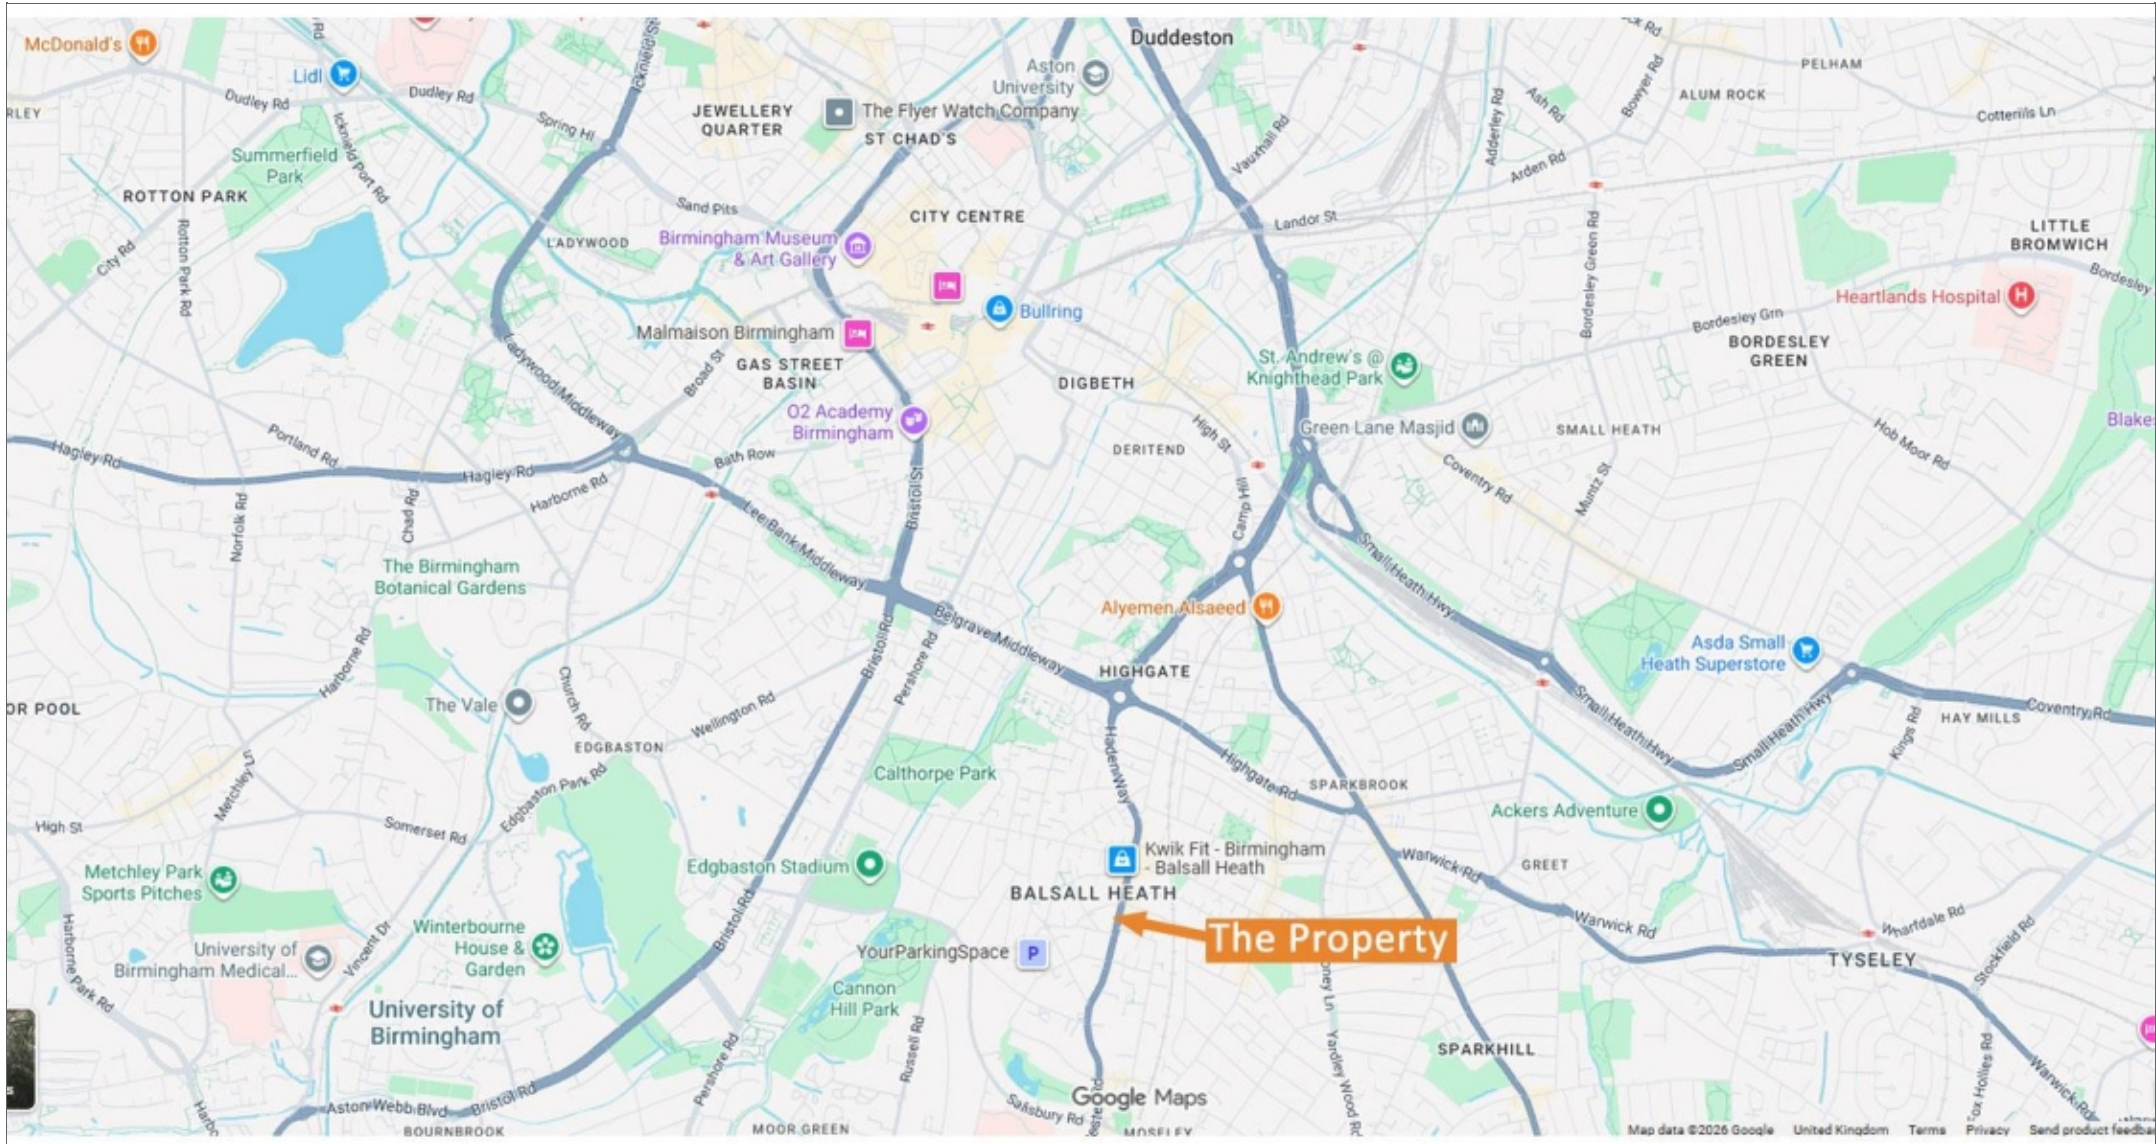 Duddeston
McDonald's
Lidl
Dudley Rd
Dudley Rd
Icknield St
Aston
University
JEWELLERY
QUARTER
The Flyer Watch Company
ST CHAD'S
PELHAM
ALUM ROCK
Cotterills Ln
Ash Rd
Bowyer Rd
Adderley Rd
Arden Rd
Vauxhall Rd
Spring Hl
Icknield Port Rd
Summerfield
Park
ROTTON PARK
Rotton Park Rd
City Rd
Sand Pits
CITY CENTRE
Landor St
LADYWOOD
Birmingham Museum
& Art Gallery
Bordesley Green Rd
LITTLE
BROMWICH
Bordesley
Heartlands Hospital
Bullring
Malmaison Birmingham
Bordesley Grn
BORDESLEY
GREEN
GAS STREET
BASIN
Broad St
Ladywood Middleway
DIGBETH
St. Andrew's @
Knighthead Park
O2 Academy
Birmingham
High St
Green Lane Masjid
SMALL HEATH
Hob Moor Rd
Portland Rd
Hagley Rd
Hagley Rd
Harborne Rd
Bath Row
DERITEND
Coventry Rd
Muntz St
Norfolk Rd
Chad Rd
Lee Bank Middleway
Bristol St
Camp Hill
Small Heath Hwy
The Birmingham
Botanical Gardens
Alyemen Alsaeed
Belgrave Middleway
Harborne Rd
Bristol Rd
Pershore Rd
HIGHGATE
Asda Small
Heath Superstore
OR POOL
The Vale
Church Rd
Wellington Rd
EDGBASTON
Haden Way
Small Heath Hwy
Small Heath Hwy
Kings Rd
HAY MILLS
Coventry Rd
Metchley Ln
Edgbaston Park Rd
Calthorpe Park
Highgate Rd
SPARKBROOK
Ackers Adventure
High St
Somerset Rd
Metchley Park
Sports Pitches
Edgbaston Stadium
Kwik Fit - Birmingham
- Balsall Heath
BALSALL HEATH
Warwick Rd
GREET
Warwick Rd
Wharfdale Rd
Stockfield Rd
The Property
Harborne Park Rd
Vincent Dr
University of
Birmingham Medical...
Winterbourne
House &
Garden
Bristol Rd
YourParkingSpace
P
TYSELEY
Cannon
Hill Park
University of
Birmingham
Pershore Rd
Russell Rd
Yardley Wood Rd
SPARKHILL
Fox Hollies Rd
Warwick Rd
Aston Webb Blvd
Bristol Rd
BOURNBROOK
MOOR GREEN
Salisbury Rd
Google Maps
MOSELEY
Map data ©2026 Google United Kingdom Terms Privacy Send product feedba